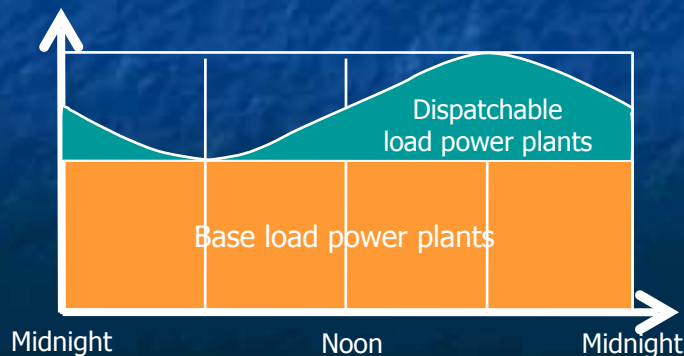 Dispatchable
load power plants
Base load power plants
Midnight
Noon
Midnight